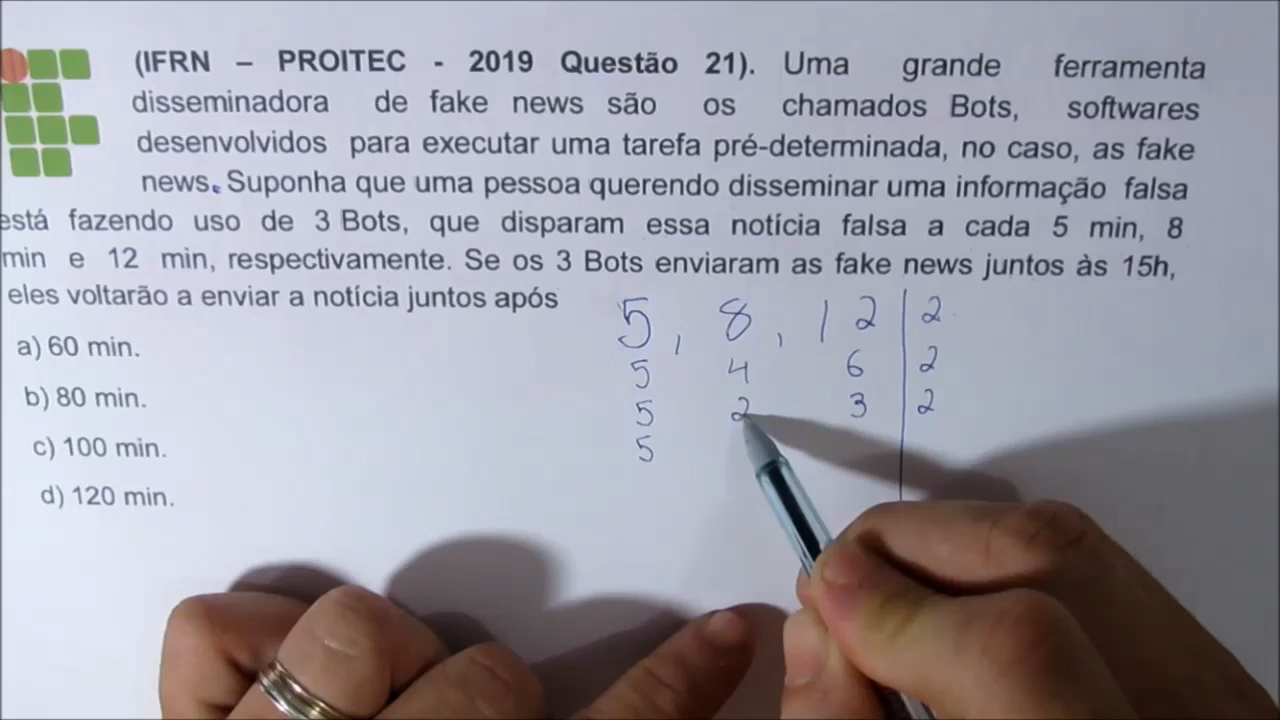 (IFRN – PROITEC - 2019 Questão 21). Uma grande ferramenta
disseminadora de fake news são os chamados Bots, softwares
desenvolvidos para executar uma tarefa pré-determinada, no caso, as fake
news. Suponha que uma pessoa querendo disseminar uma informação falsa
está fazendo uso de 3 Bots, que disparam essa notícia falsa a cada 5 min, 8
min e 12 min, respectivamente. Se os 3 Bots enviaram as fake news juntos às 15h,
eles voltarão a enviar a notícia juntos após
a) 60 min.
b) 80 min.
c) 100 min.
d) 120 min.
5, 8, 12 | 2
5 4 6 | 2
5 2 3 | 2
5